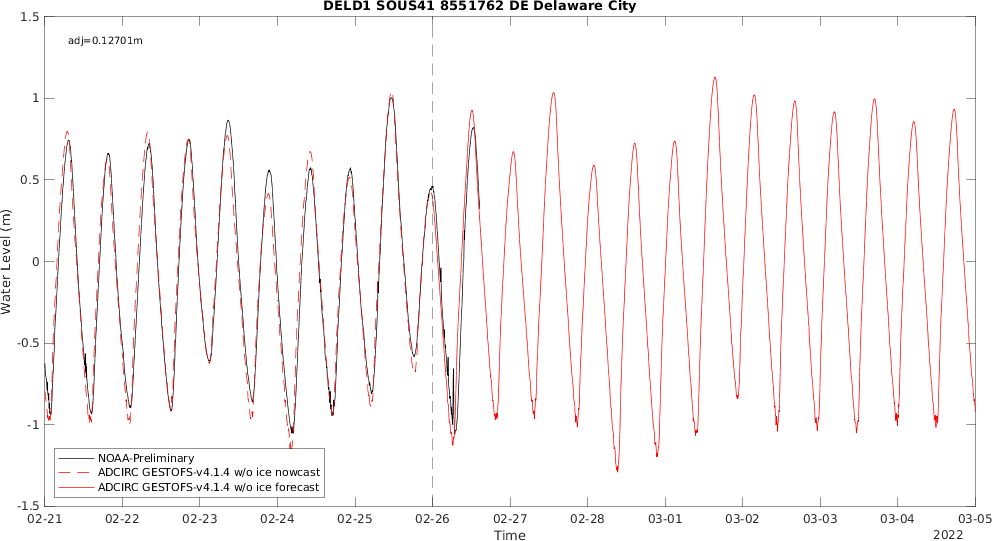 DELD1 SOUS41 8551762 DE Delaware City
1.5
adj=0.12701m
1
0.5
0
-0.5
-1
-1.5
Water Level (m)
NOAA-Preliminary
ADCIRC GESTOFS-v4.1.4 w/o ice nowcast
ADCIRC GESTOFS-v4.1.4 w/o ice forecast
02-21 02-22 02-23 02-24 02-25 02-26 02-27 02-28 03-01 03-02 03-03 03-04 03-05
Time
2022